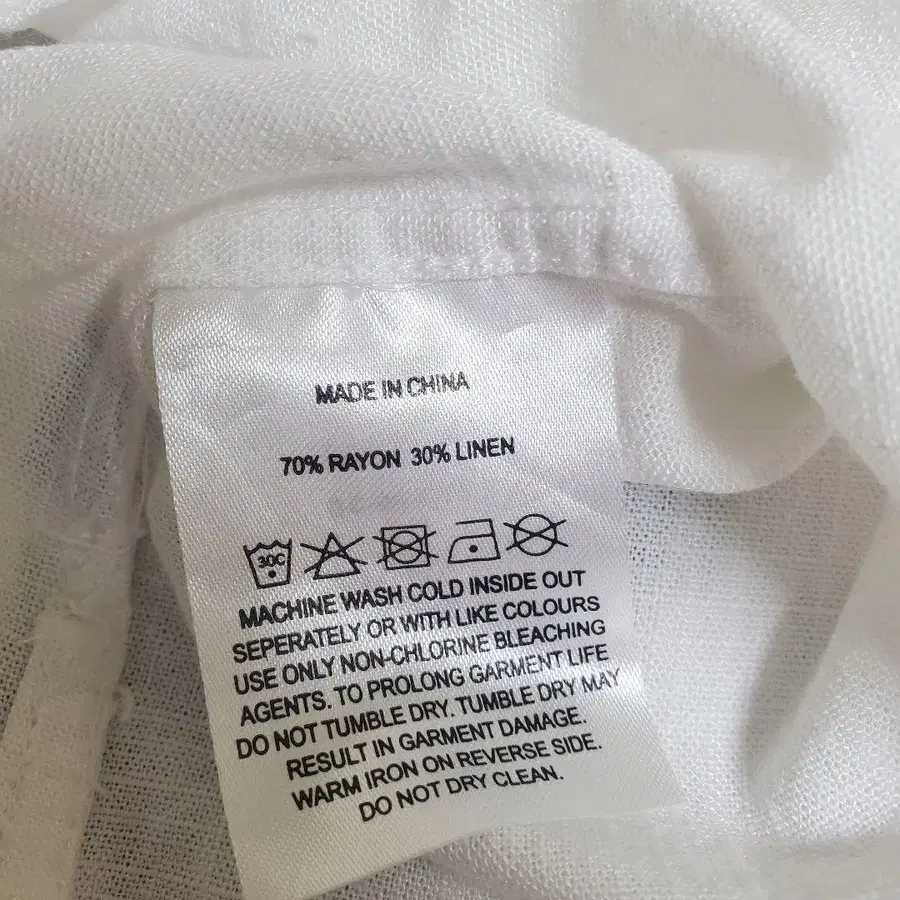 MADE IN CHINA
70% RAYON 30% LINEN
30C
MACHINE WASH COLD INSIDE OUT
SEPERATELY OR WITH LIKE COLOURS
USE ONLY NON-CHLORINE BLEACHING
AGENTS. TO PROLONG GARMENT LIFE
DO NOT TUMBLE DRY. TUMBLE DRY MAY
RESULT IN GARMENT DAMAGE.
WARM IRON ON REVERSE SIDE.
DO NOT DRY CLEAN.